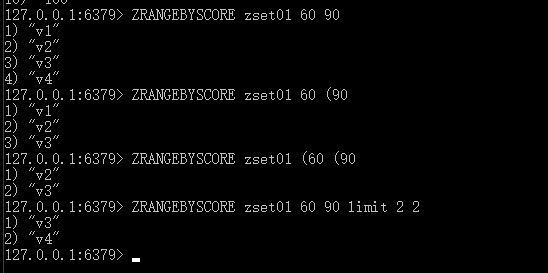 127.0.0.1:6379> ZRANGEBYSCORE zset01 60 90
1) "v1"
2) "v2"
3) "v3"
4) "v4"
127.0.0.1:6379> ZRANGEBYSCORE zset01 60 (90
1) "v1"
2) "v2"
3) "v3"
127.0.0.1:6379> ZRANGEBYSCORE zset01 (60 (90
1) "v2"
2) "v3"
127.0.0.1:6379> ZRANGEBYSCORE zset01 60 90 limit 2 2
1) "v3"
2) "v4"
127.0.0.1:6379>